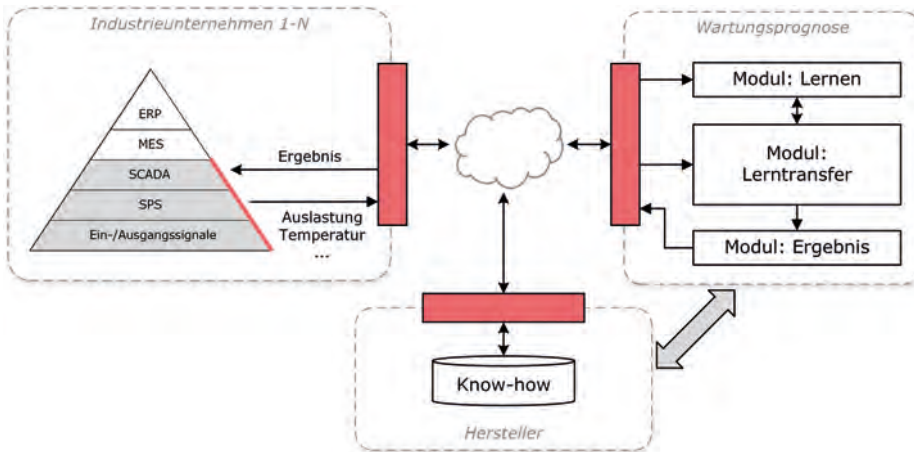 Industrieunternehmen 1-N
ERP
MES
SCADA
SPS
Ein-/Ausgangssignale
Ergebnis
Auslastung
Temperatur
...
Wartungsprognose
Modul: Lernen
Modul:
Lerntransfer
Modul: Ergebnis
Know-how
Hersteller